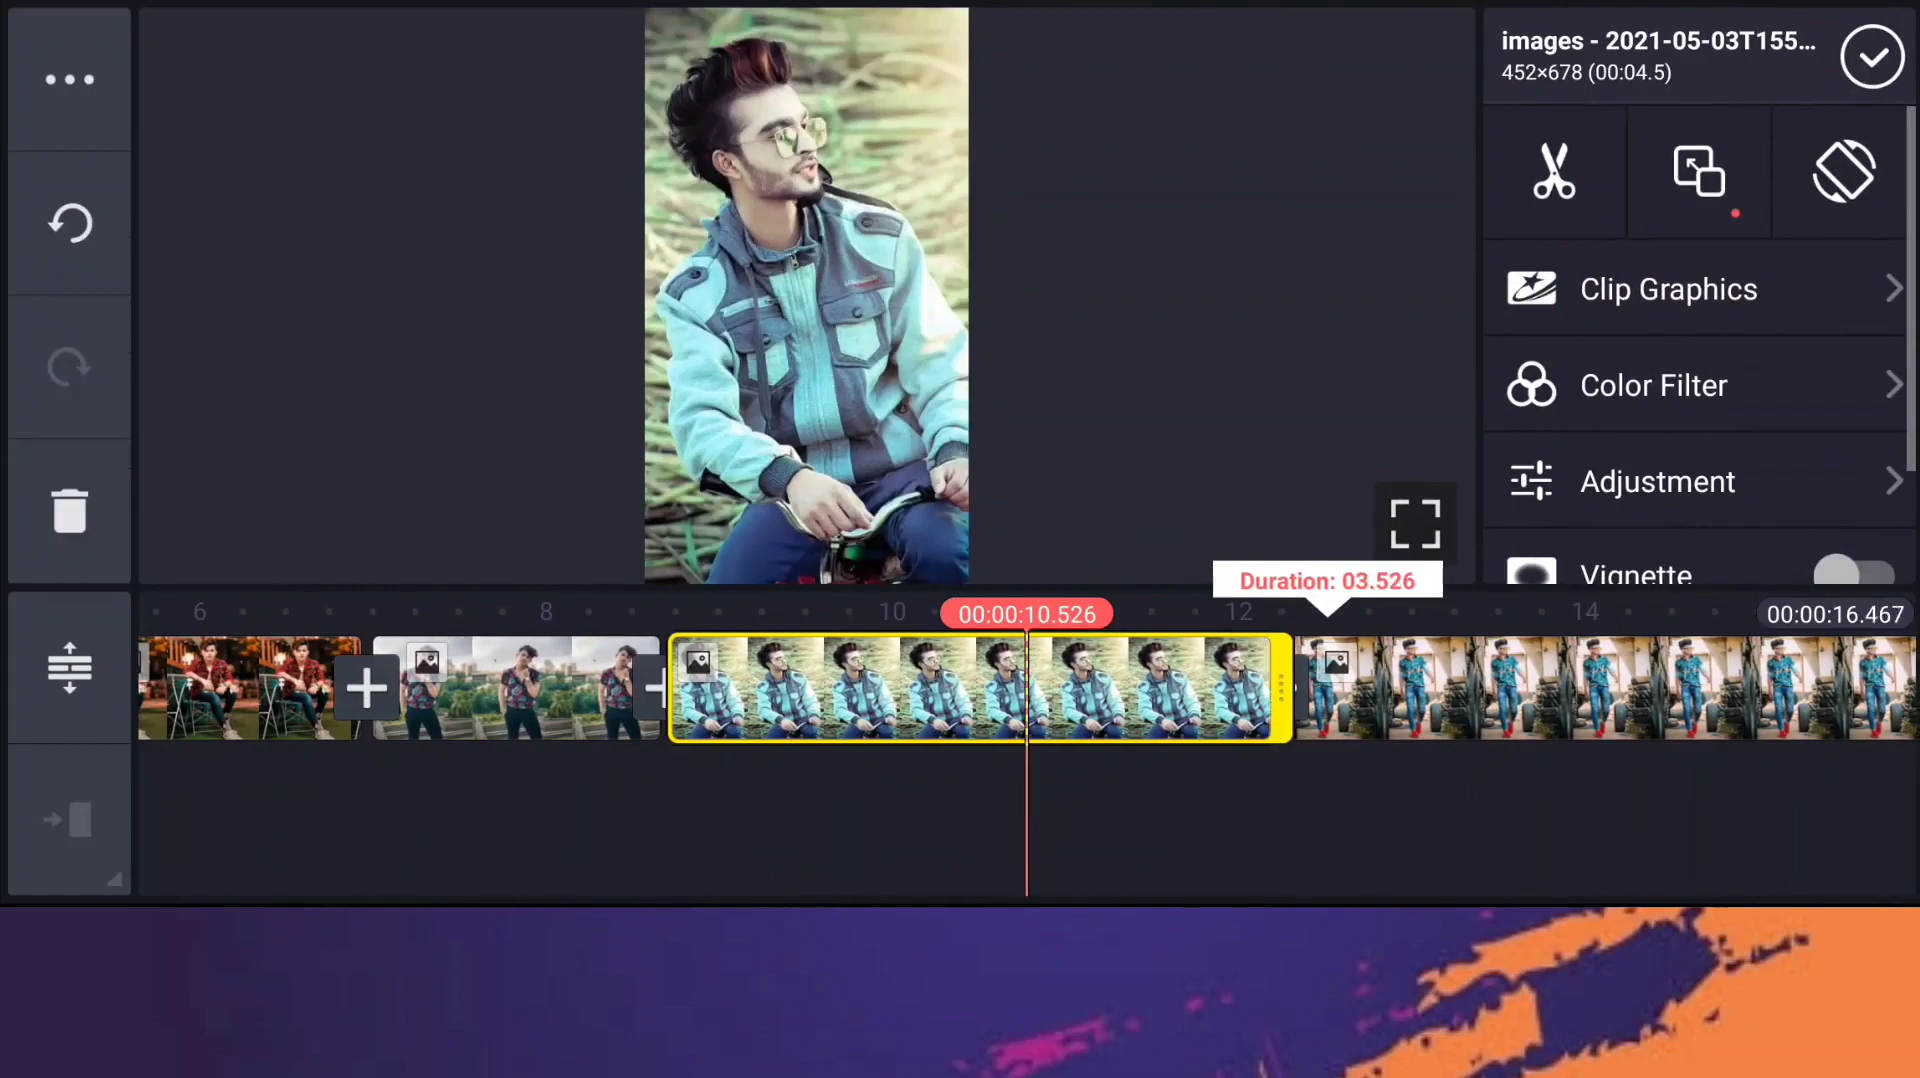 images - 2021-05-03T155...
452×678 (00:04.5)
Clip Graphics
Color Filter
Adjustment
Vignette
Duration: 03.526
6
8
10
00:00:10.526
12
14
00:00:16.467